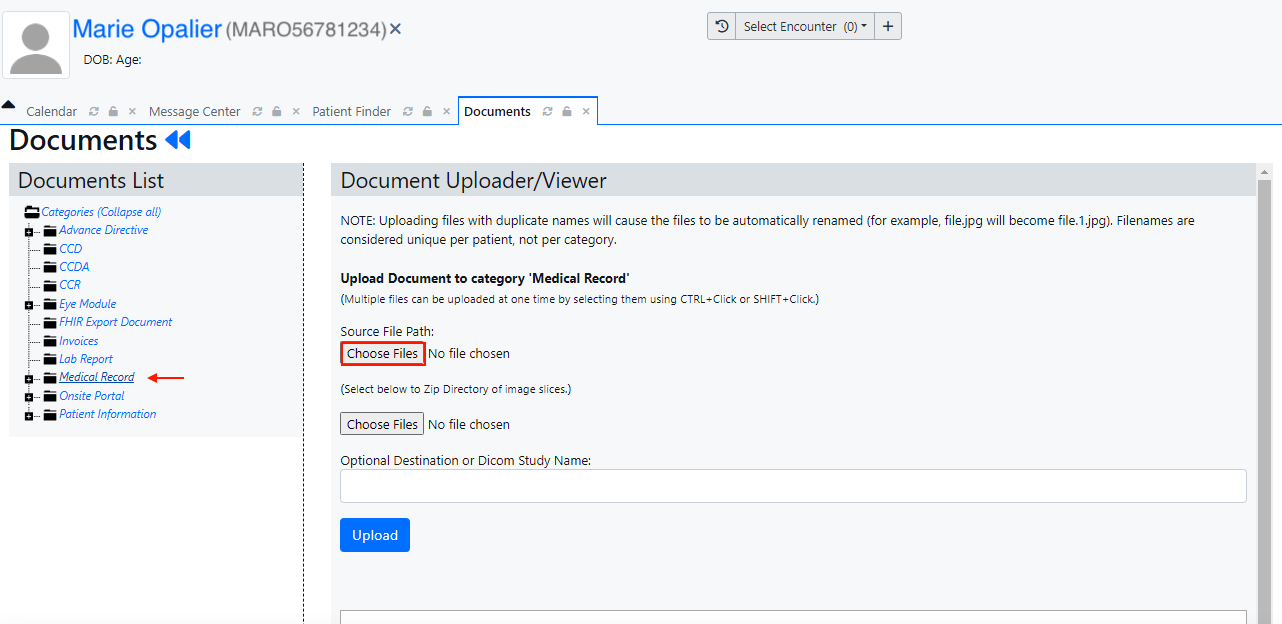 Marie Opalier (MARO56781234)
DOB: Age:
Select Encounter (0)
Calendar Message Center Patient Finder Documents
Documents
Documents List
Categories (Collapse all)
Advance Directive
CCD
CCDA
CCR
Eye Module
FHIR Export Document
Invoices
Lab Report
Medical Record
Onsite Portal
Patient Information
Document Uploader/Viewer
NOTE: Uploading files with duplicate names will cause the files to be automatically renamed (for example, file.jpg will become file.1.jpg). Filenames are
considered unique per patient, not per category.
Upload Document to category 'Medical Record'
(Multiple files can be uploaded at one time by selecting them using CTRL+Click or SHIFT+Click.)
Source File Path:
Choose Files No file chosen
(Select below to Zip Directory of image slices.)
Choose Files No file chosen
Optional Destination or Dicom Study Name:
Upload